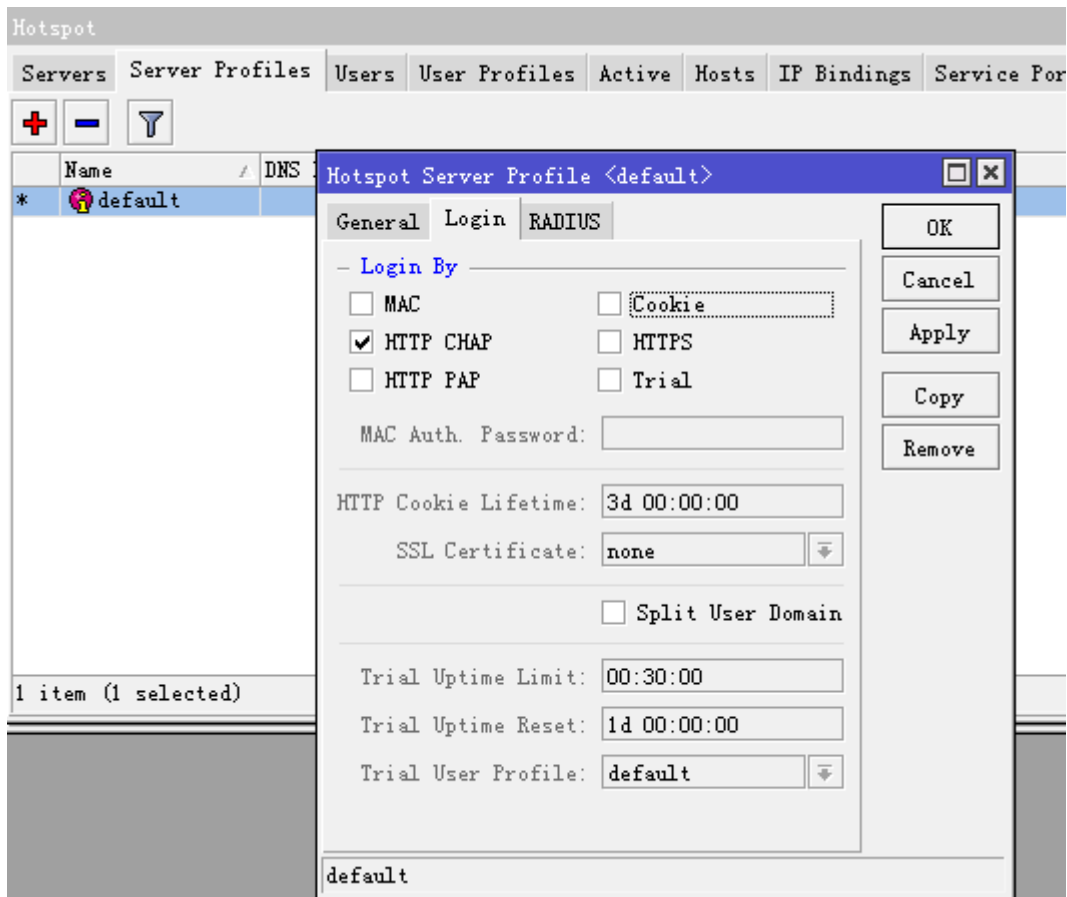 Hotspot
Servers Server Profiles Users User Profiles Active Hosts IP Bindings Service Por
Name DNS
* default
1 item (1 selected)
Hotspot Server Profile <default>
General Login RADIUS
Login By
MAC Cookie
HTTP CHAP HTTPS
HTTP PAP Trial
MAC Auth. Password:
HTTP Cookie Lifetime: 3d 00:00:00
SSL Certificate: none
Split User Domain
Trial Uptime Limit: 00:30:00
Trial Uptime Reset: 1d 00:00:00
Trial User Profile: default
default
OK
Cancel
Apply
Copy
Remove